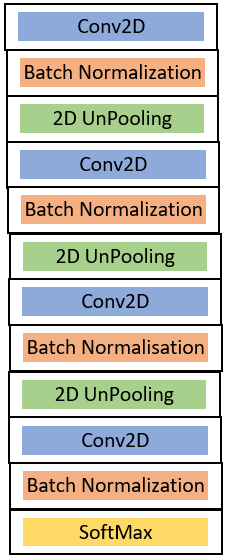 Conv2D
Batch Normalization
2D UnPooling
Conv2D
Batch Normalization
2D UnPooling
Conv2D
Batch Normalisation
2D UnPooling
Conv2D
Batch Normalization
SoftMax